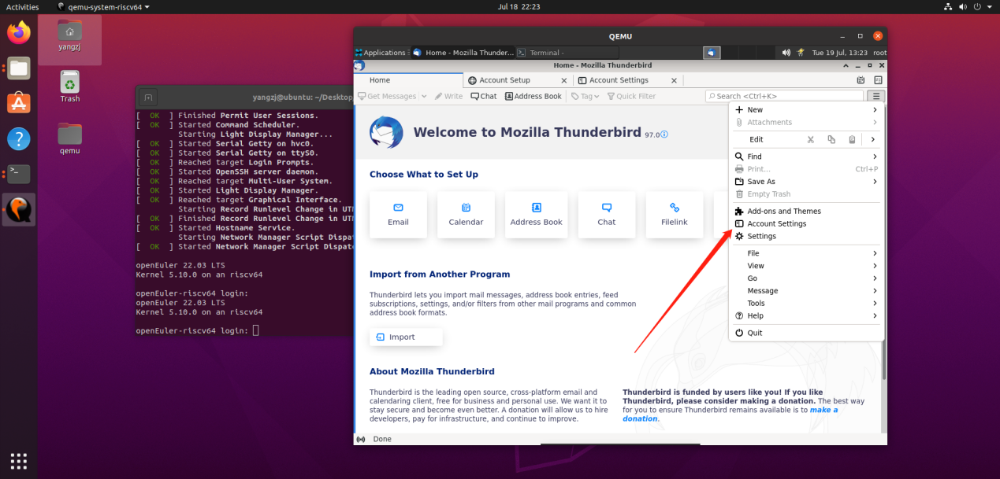 Activities
qemu-system-riscv64
Jul 18 22:23
yangzj
Trash
qemu
yangzj@ubuntu: ~/Desktop
[ OK ] Finished Permit User Sessions.
[ OK ] Started Command Scheduler.
Starting Light Display Manager...
[ OK ] Started Serial Getty on hvc0.
[ OK ] Started Serial Getty on ttyS0.
[ OK ] Reached target Login Prompts.
[ OK ] Started OpenSSH server daemon.
[ OK ] Reached target Multi-User System.
[ OK ] Started Light Display Manager.
[ OK ] Reached target Graphical Interface.
Starting Record Runlevel Change in UT
[ OK ] Finished Record Runlevel Change in UT
[ OK ] Started Hostname Service.
Starting Network Manager Script Dispat
[ OK ] Started Network Manager Script Dispat
openEuler 22.03 LTS
Kernel 5.10.0 on an riscv64
openEuler-riscv64 login:
openEuler 22.03 LTS
Kernel 5.10.0 on an riscv64
openEuler-riscv64 login:
QEMU
Applications
Home - Mozilla Thunder...
Terminal -
Tue 19 Jul, 13:23 root
Home - Mozilla Thunderbird
Home
Account Setup
Account Settings
Get Messages
Write
Chat
Address Book
Tag
Quick Filter
Search <Ctrl+K>
Welcome to Mozilla Thunderbird 97.0
Choose What to Set Up
Email
Calendar
Address Book
Chat
Filelink
Import from Another Program
Thunderbird lets you import mail messages, address book entries, feed
subscriptions, settings, and/or filters from other mail programs and common
address book formats.
Import
About Mozilla Thunderbird
Thunderbird is the leading open source, cross-platform email and
calendaring client, free for business and personal use. We want it to
stay secure and become even better. A donation will allow us to hire
developers, pay for infrastructure, and continue to improve.
Thunderbird is funded by users like you! If you like
Thunderbird, please consider making a donation. The best way
for you to ensure Thunderbird remains available is to make a
donation.
Done
New
Attachments
Edit
Find
Print... Ctrl+P
Save As
Empty Trash
Add-ons and Themes
Account Settings
Settings
File
View
Go
Message
Tools
Help
Quit